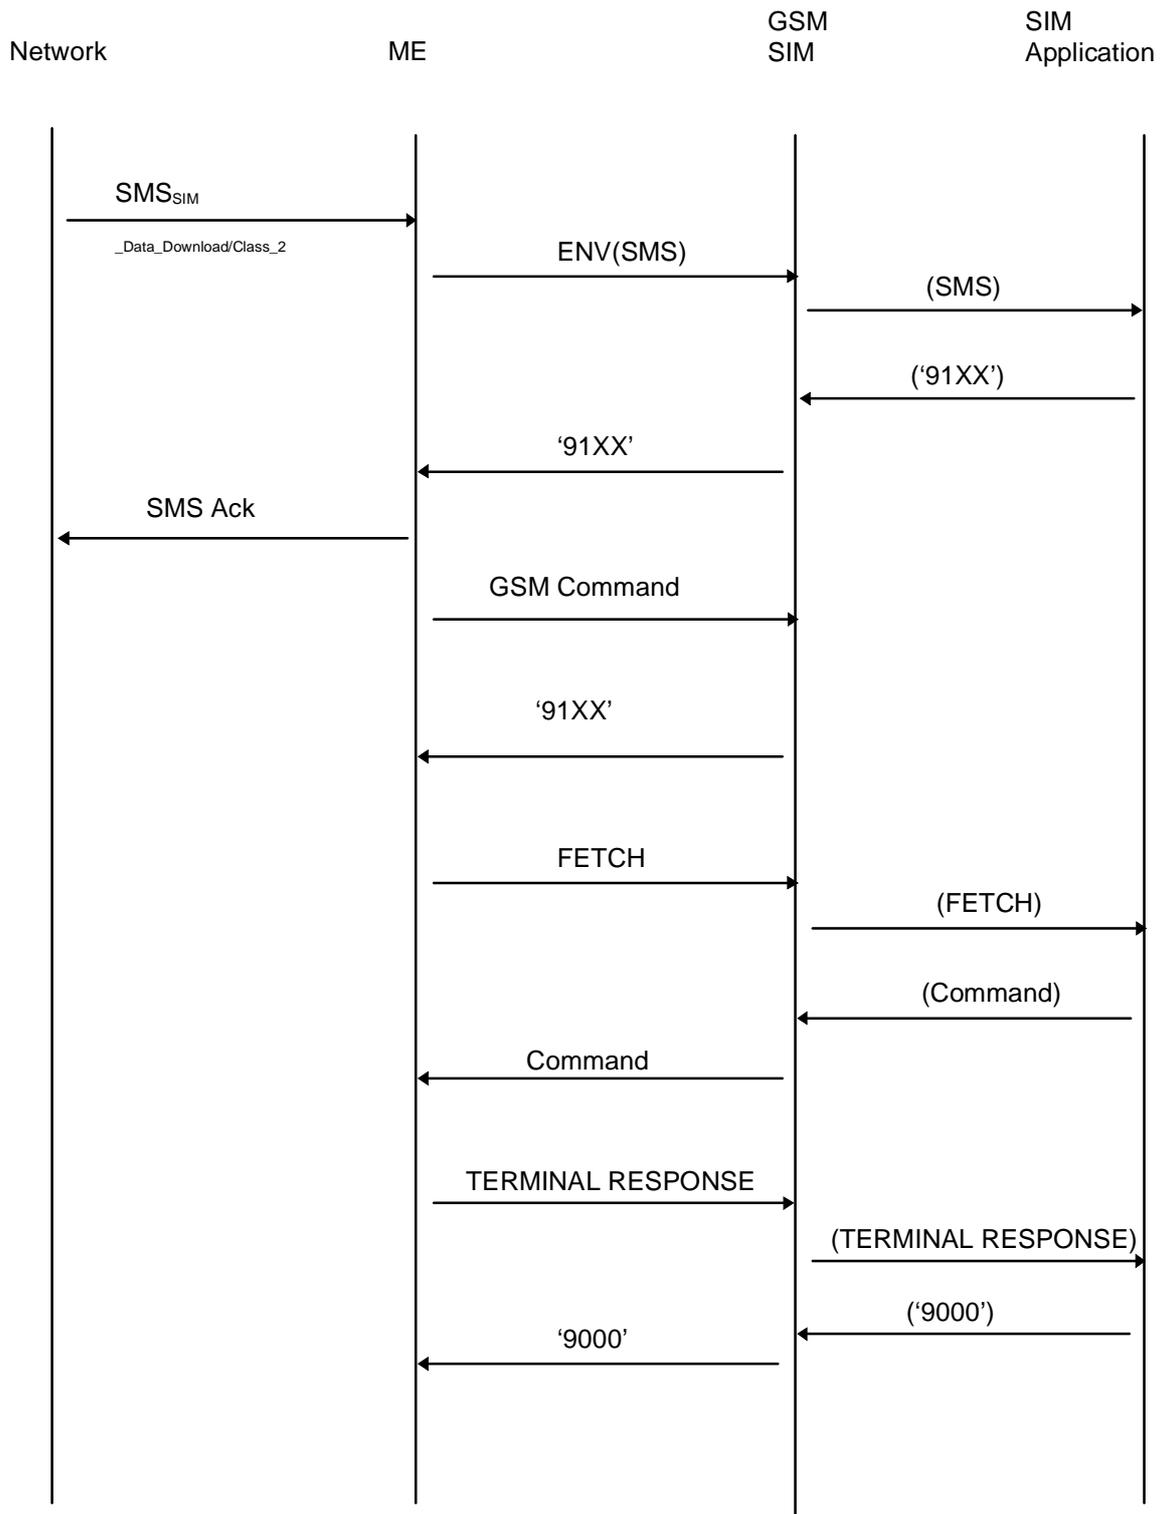 GSM
SIM
SIM
Application
Network
ME
SMSSIM
_Data_Download/Class_2
ENV(SMS)
(SMS)
(‘91XX’)
‘91XX’
SMS Ack
GSM Command
‘91XX’
FETCH
(FETCH)
(Command)
Command
TERMINAL RESPONSE
(TERMINAL RESPONSE)
(‘9000’)
‘9000’